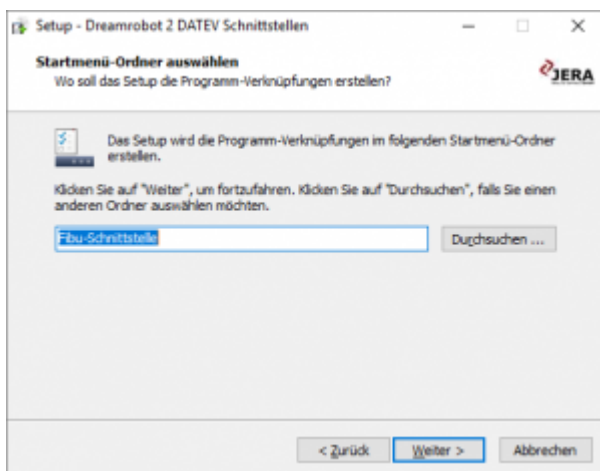 Setup - Dreamrobot 2 DATEV Schnittstellen
Startmenü-Ordner auswählen
Wo soll das Setup die Programm-Verknüpfungen erstellen?
JERA
Das Setup wird die Programm-Verknüpfungen im folgenden Startmenü-Ordner
erstellen.
Klicken Sie auf "Weiter", um fortzufahren. Klicken Sie auf "Durchsuchen", falls Sie einen
anderen Ordner auswählen möchten.
Fibu-Schnittstelle
Durchsuchen ...
< Zurück
Weiter >
Abbrechen